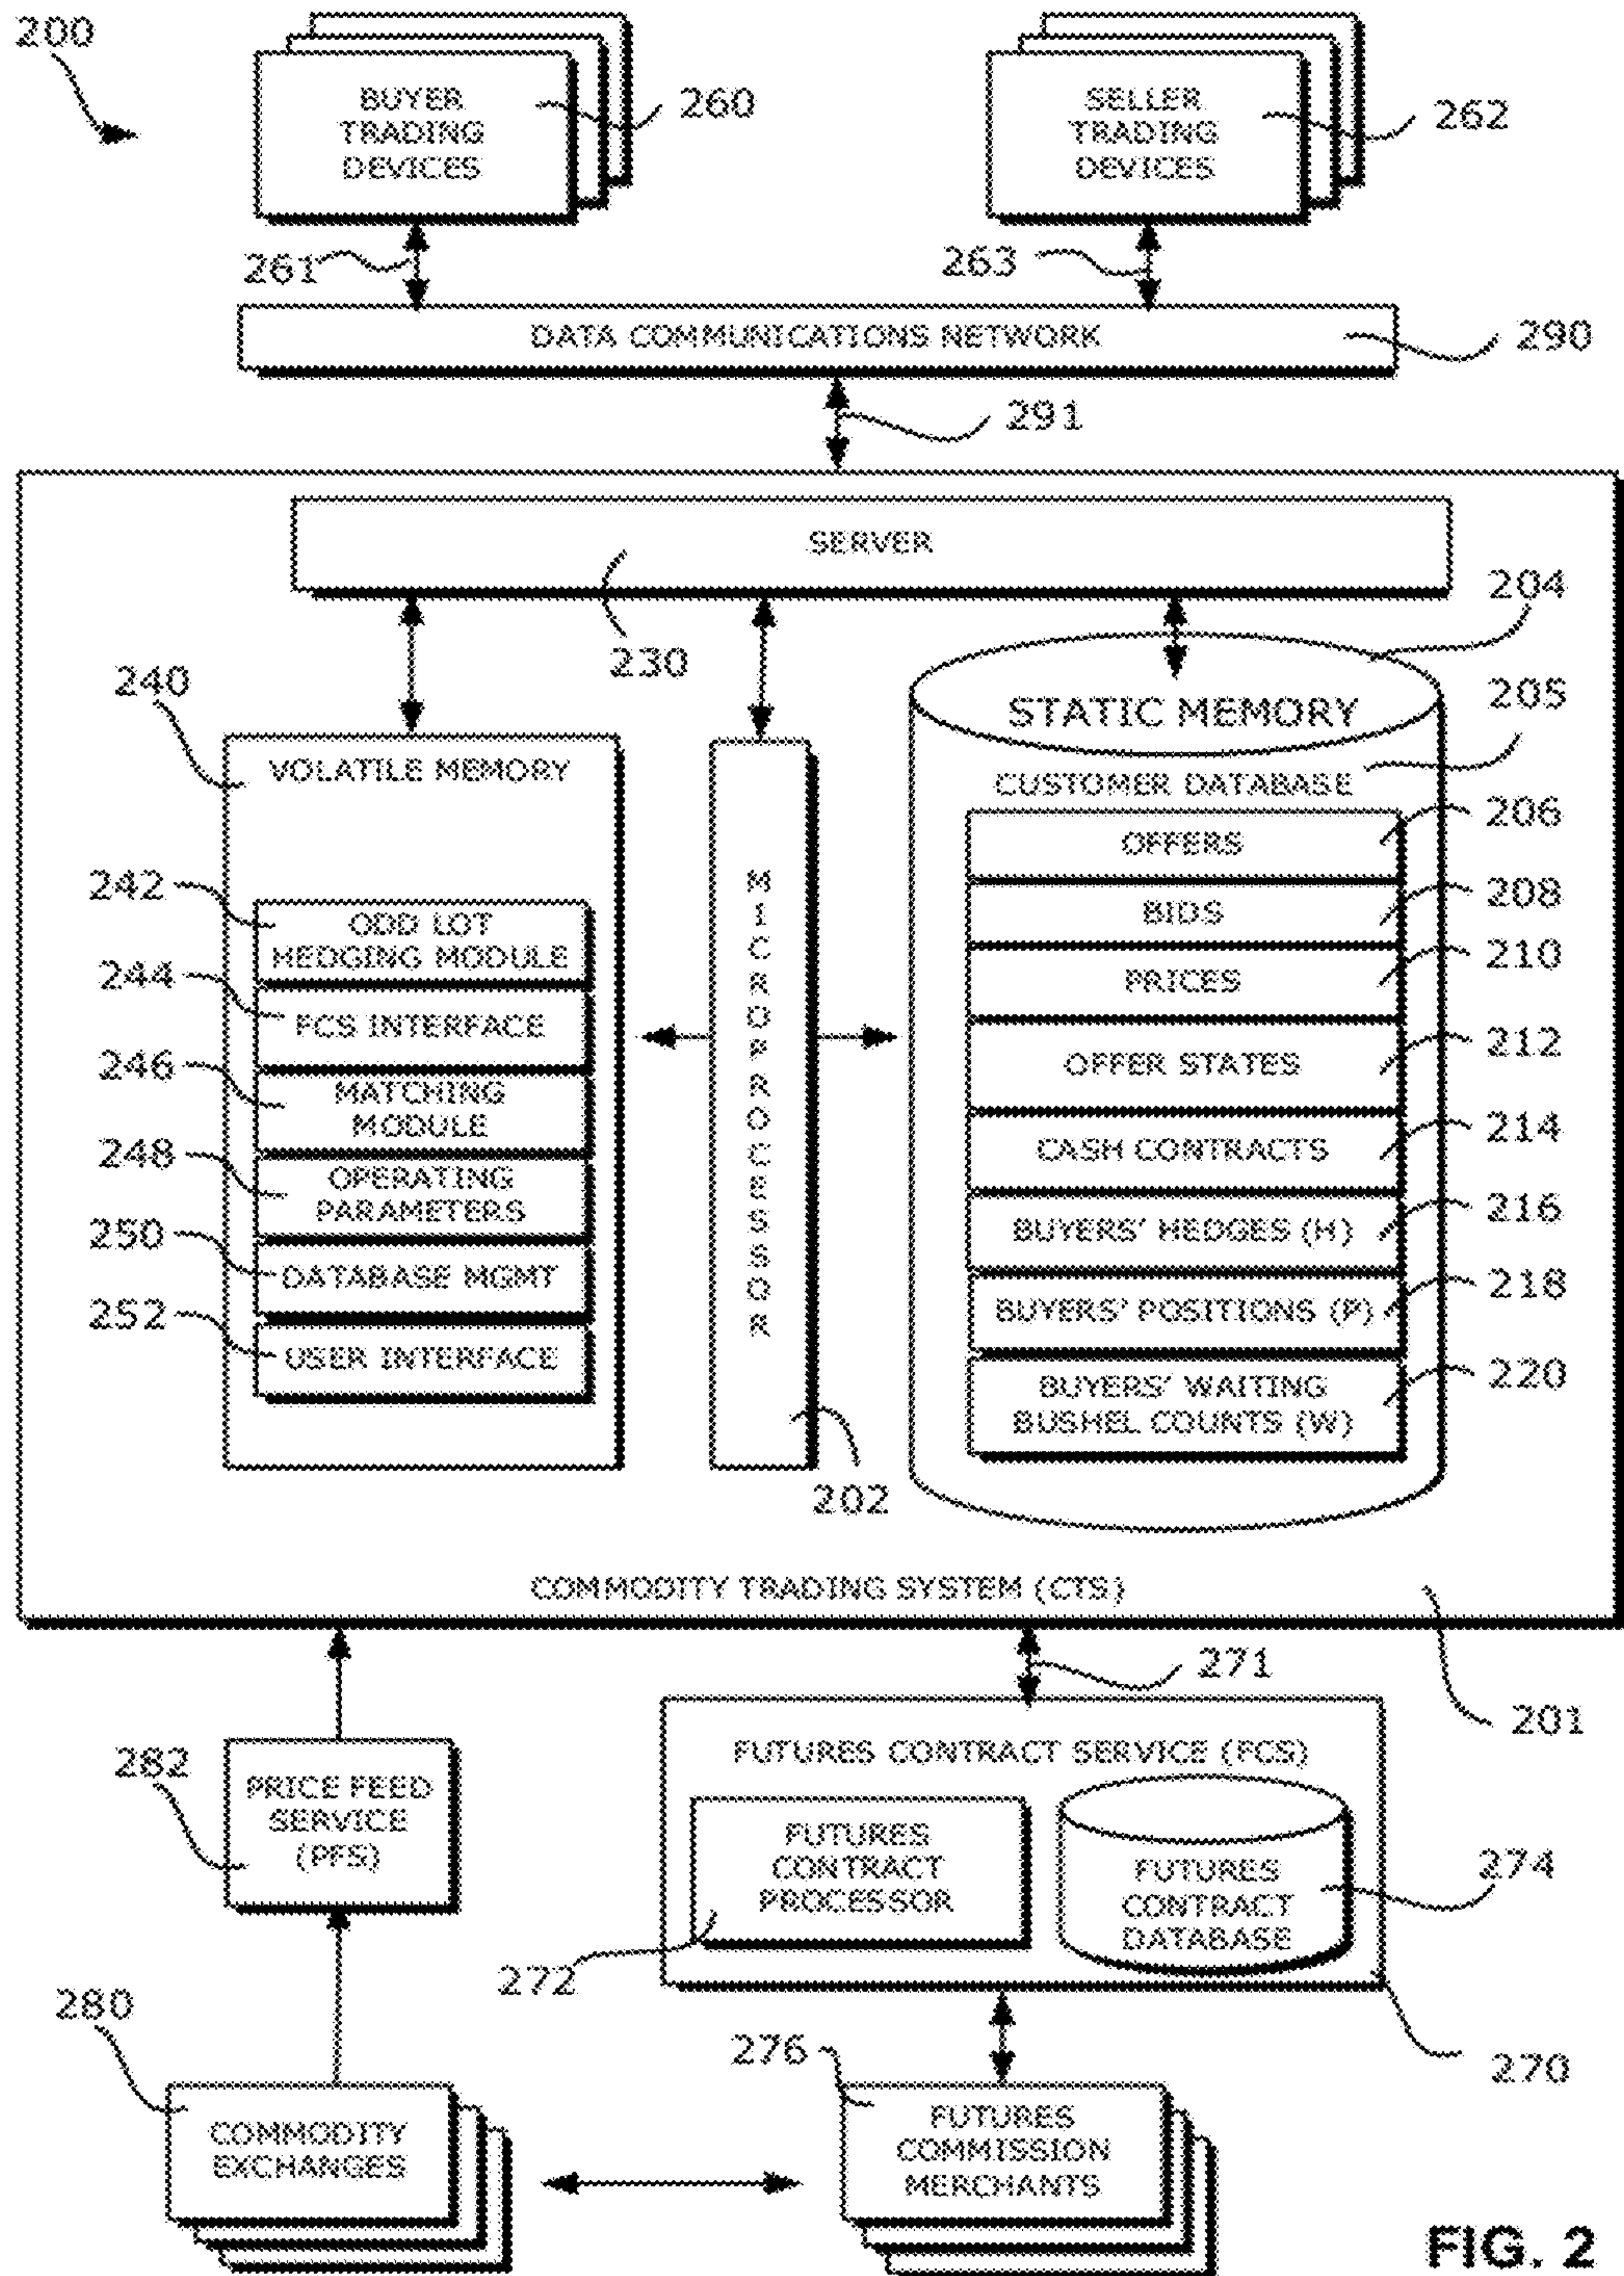 200
BUYER
TRADING
DEVICES
260
SELLER
TRADING
DEVICES
262
261
263
DATA COMMUNICATIONS NETWORK
290
291
SERVER
230
204
240
205
STATIC MEMORY
VOLATILE MEMORY
CUSTOMER DATABASE
206
OFFERS
242
ODD LOT
HEDGING MODULE
208
BIDS
244
FCS INTERFACE
210
PRICES
246
MATCHING
MODULE
212
OFFER STATES
248
OPERATING
PARAMETERS
214
CASH CONTRACTS
250
DATABASE MGMT
216
BUYERS' HEDGES (H)
252
USER INTERFACE
218
BUYERS' POSITIONS (P)
220
BUYERS' WAITING
BUSHEL COUNTS (W)
MICROPROCESSOR
202
COMMODITY TRADING SYSTEM (CTS)
271
201
282
PRICE FEED
SERVICE
(PFS)
FUTURES CONTRACT SERVICE (FCS)
FUTURES
CONTRACT
PROCESSOR
FUTURES
CONTRACT
DATABASE
274
272
280
276
270
COMMODITY
EXCHANGES
FUTURES
COMMISSION
MERCHANTS
FIG. 2